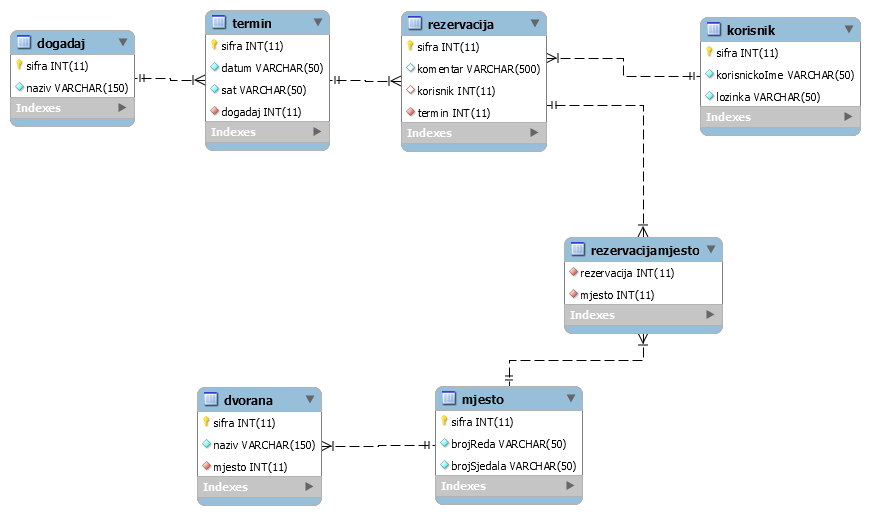 dogadaj
sifra INT(11)
naziv VARCHAR(150)
Indexes
termin
sifra INT(11)
datum VARCHAR(50)
sat VARCHAR(50)
dogadaj INT(11)
Indexes
rezervacija
sifra INT(11)
komentar VARCHAR(500)
korisnik INT(11)
termin INT(11)
Indexes
korisnik
sifra INT(11)
korisnickoIme VARCHAR(50)
lozinka VARCHAR(50)
Indexes
rezervacijamjesto
rezervacija INT(11)
mjesto INT(11)
Indexes
dvorana
sifra INT(11)
naziv VARCHAR(150)
mjesto INT(11)
Indexes
mjesto
sifra INT(11)
brojReda VARCHAR(50)
brojSjedala VARCHAR(50)
Indexes